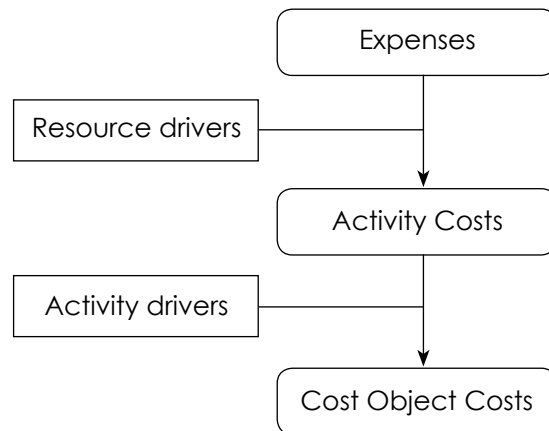 Expenses
Resource drivers
Activity Costs
Activity drivers
Cost Object Costs